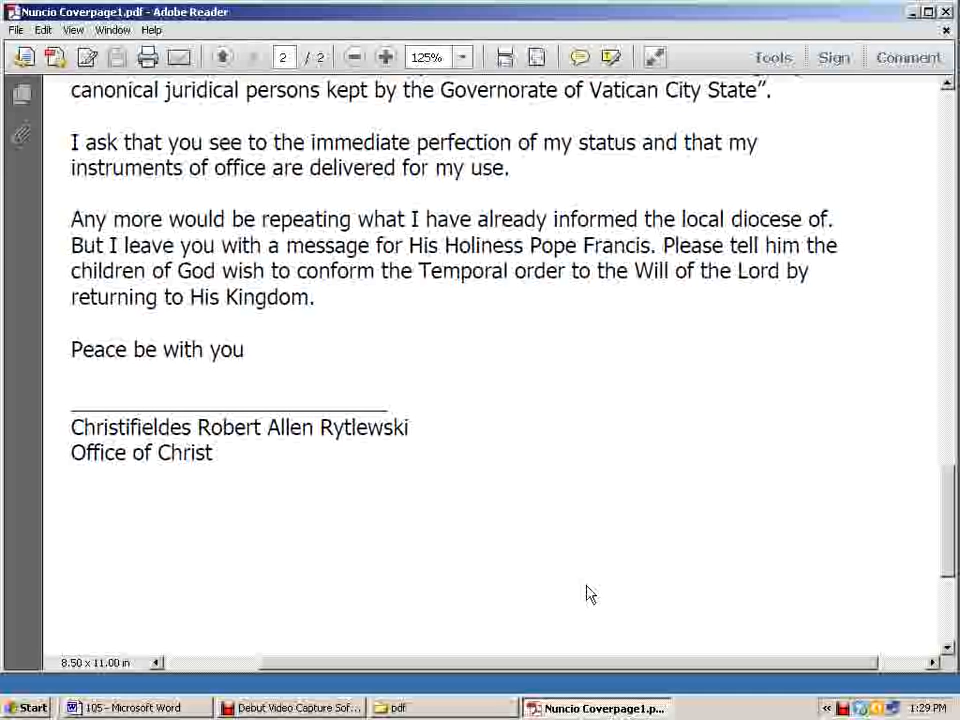 Nuncio Coverpage1.pdf - Adobe Reader
File Edit View Window Help
2 / 2 125% Tools Sign Comment
canonical juridical persons kept by the Governorate of Vatican City State”.
I ask that you see to the immediate perfection of my status and that my
instruments of office are delivered for my use.
Any more would be repeating what I have already informed the local diocese of.
But I leave you with a message for His Holiness Pope Francis. Please tell him the
children of God wish to conform the Temporal order to the Will of the Lord by
returning to His Kingdom.
Peace be with you
Christifieldes Robert Allen Rytlewski
Office of Christ
8.50 x 11.00 in
Start 105 - Microsoft Word Debut Video Capture Sof... pdf Nuncio Coverpage1.p... « 1:29 PM